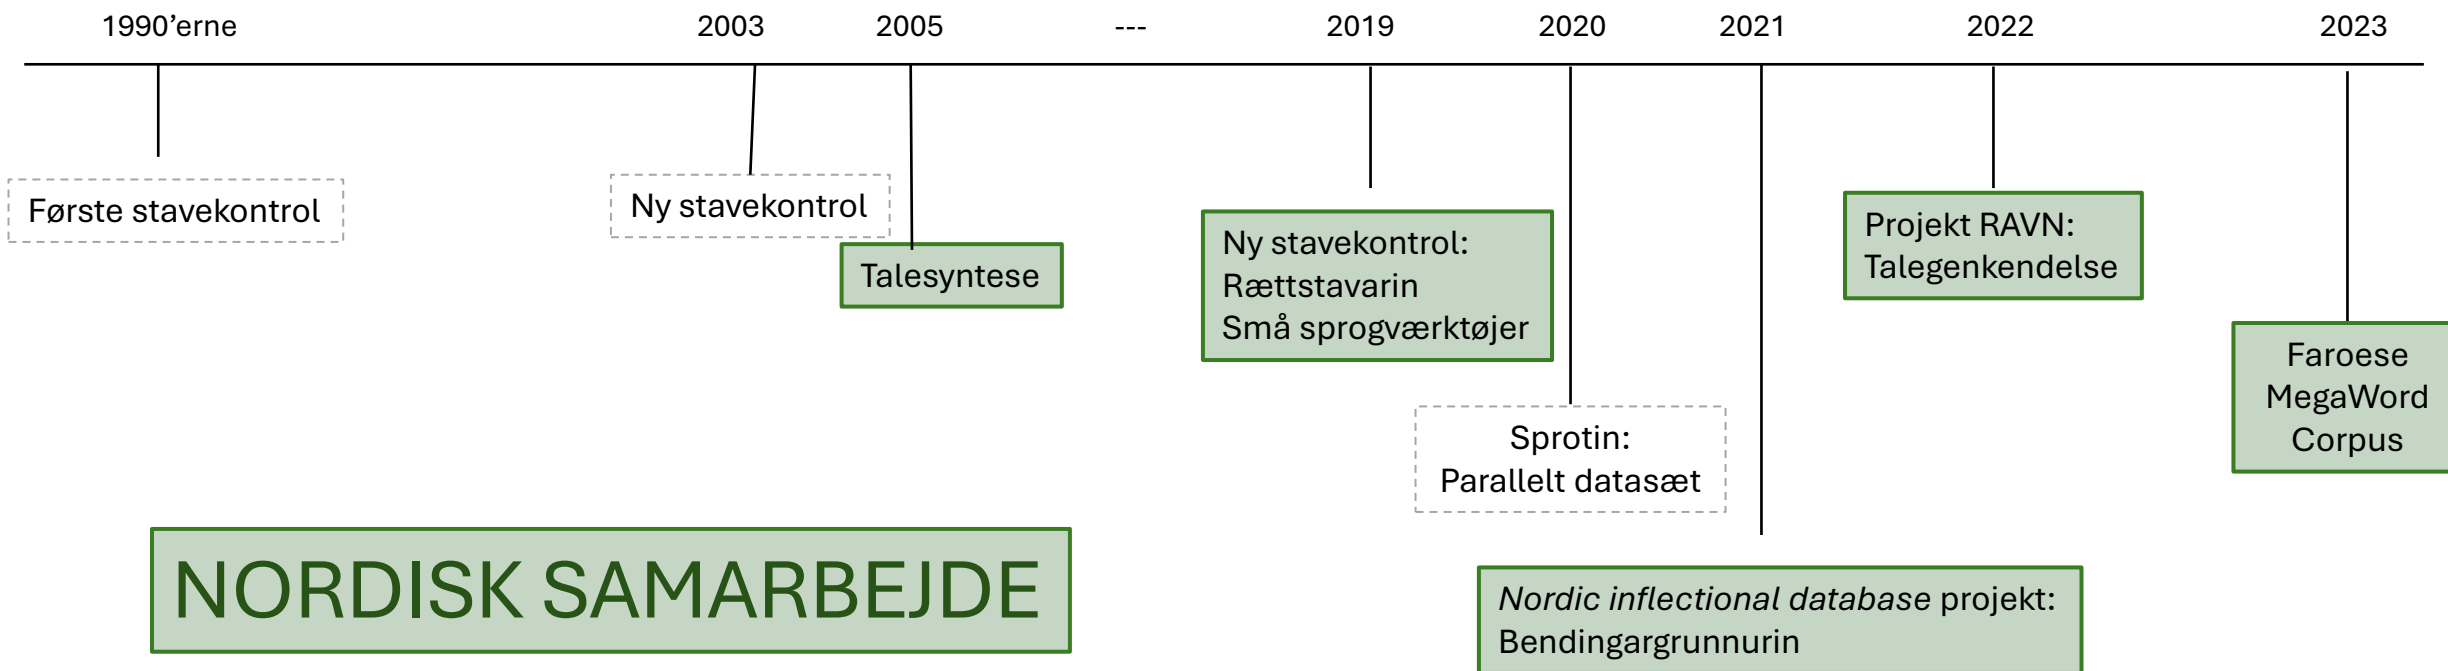 1990’erne
2003
2005
---
2019
2020
2021
2022
2023
Første stavekontrol
Ny stavekontrol
Talesyntese
Ny stavekontrol:
Rættstavarin
Små sprogværktøjer
Sprotin:
Parallelt datasæt
Nordic inflectional database projekt:
Bendingargrunnurin
Projekt RAVN:
Talegenkendelse
Faroese
MegaWord
Corpus
NORDISK SAMARBEJDE